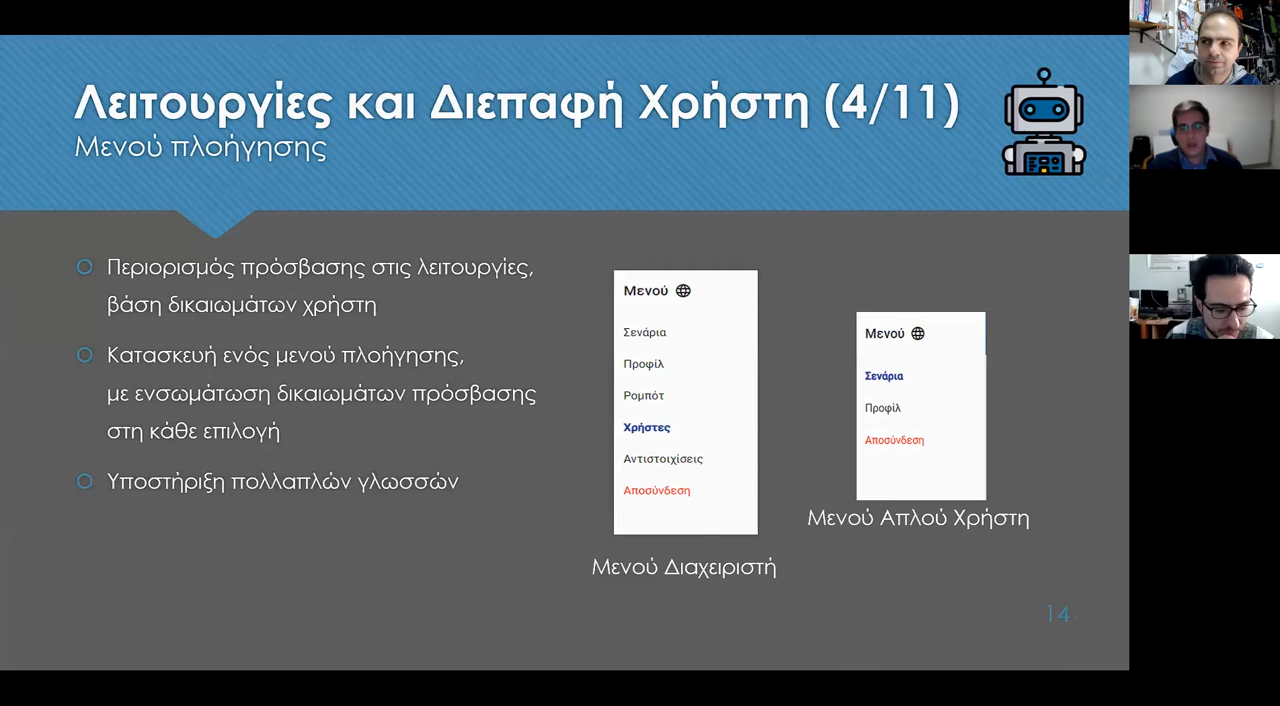 Λειτουργίες και Διεπαφή Χρήστη (4/11)
Μενού πλοήγησης
Περιορισμός πρόσβασης στις λειτουργίες,
βάση δικαιωμάτων χρήστη
Κατασκευή ενός μενού πλοήγησης,
με ενσωμάτωση δικαιωμάτων πρόσβασης
στη κάθε επιλογή
Υποστήριξη πολλαπλών γλωσσών
Μενού
Σενάρια
Προφίλ
Ρομπότ
Χρήστες
Αντιστοιχίσεις
Αποσύνδεση
Μενού Διαχειριστή
Μενού
Σενάρια
Προφίλ
Αποσύνδεση
Μενού Απλού Χρήστη
14